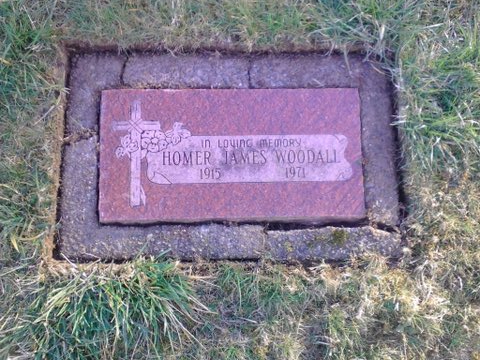 IN LOVING MEMORY
HOMER JAMES WOODALL
1915 1971